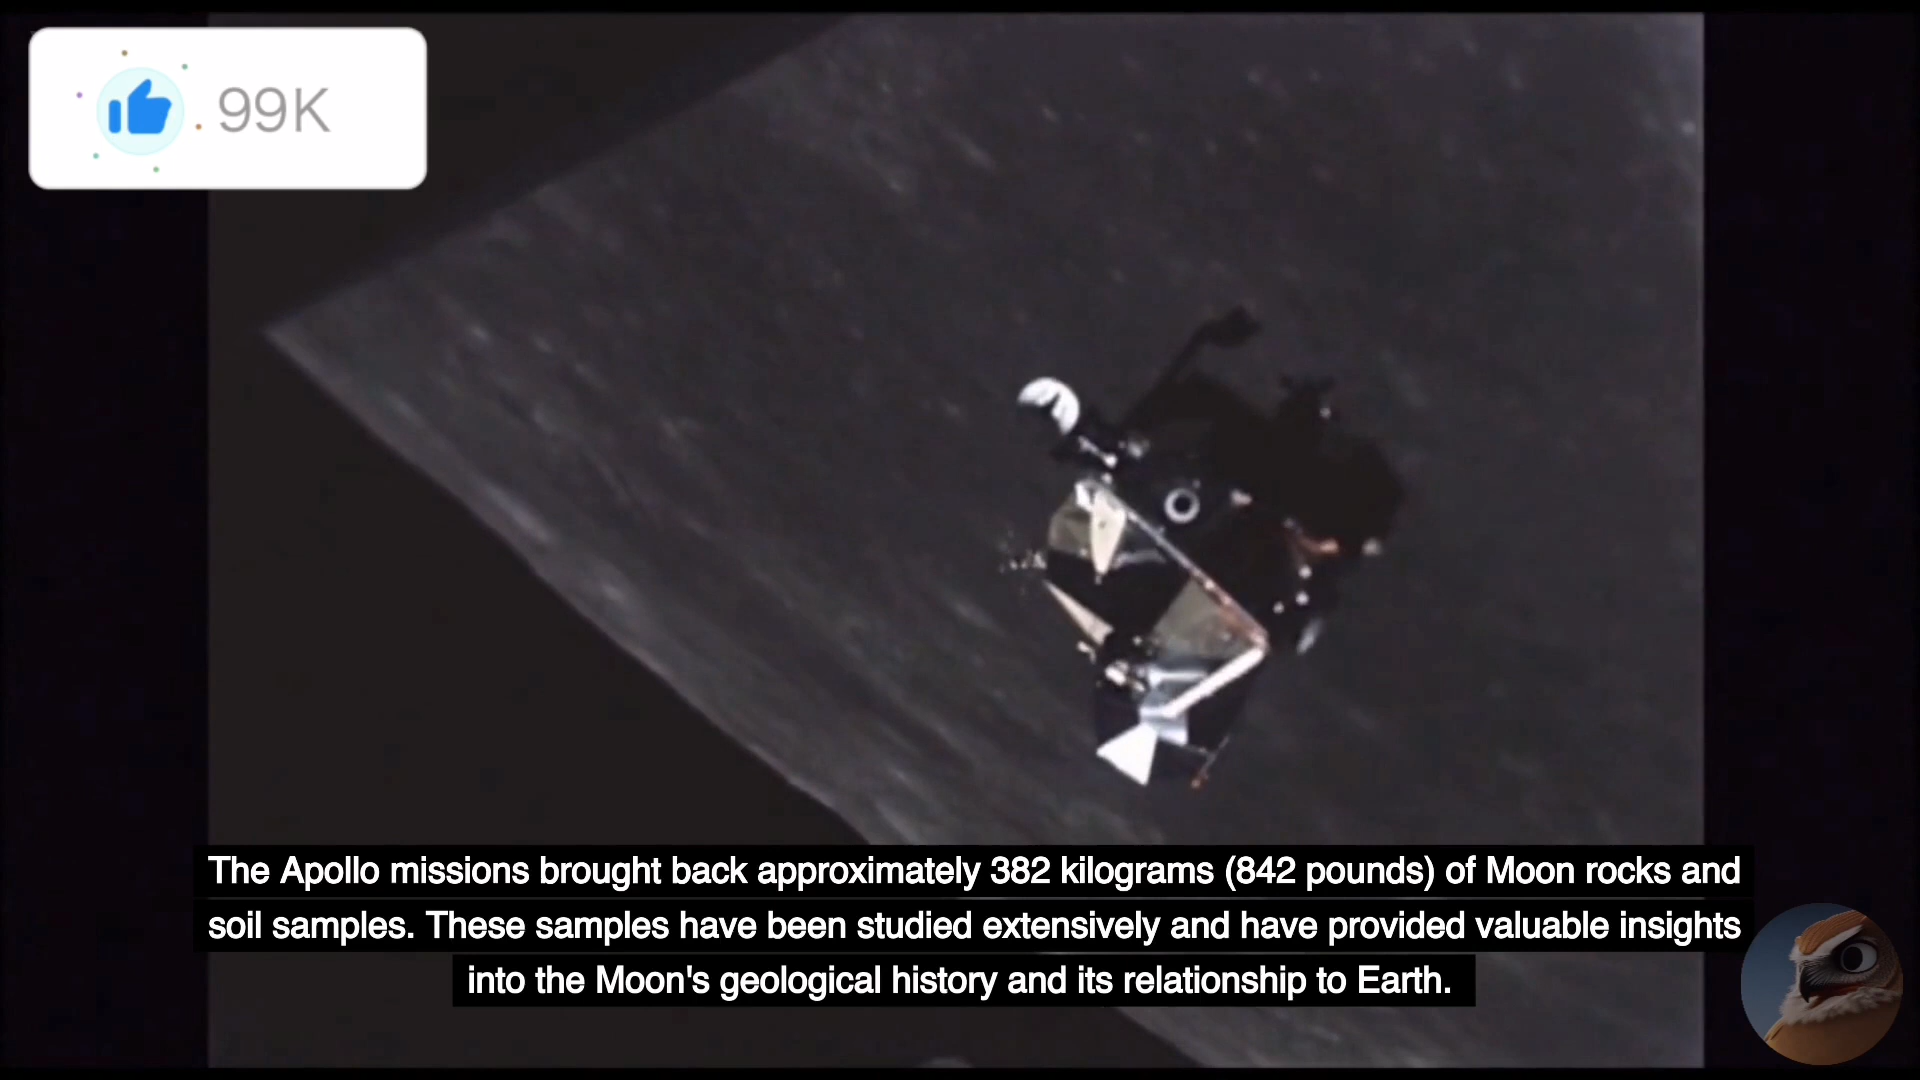 99K
The Apollo missions brought back approximately 382 kilograms (842 pounds) of Moon rocks and
soil samples. These samples have been studied extensively and have provided valuable insights
into the Moon's geological history and its relationship to Earth.